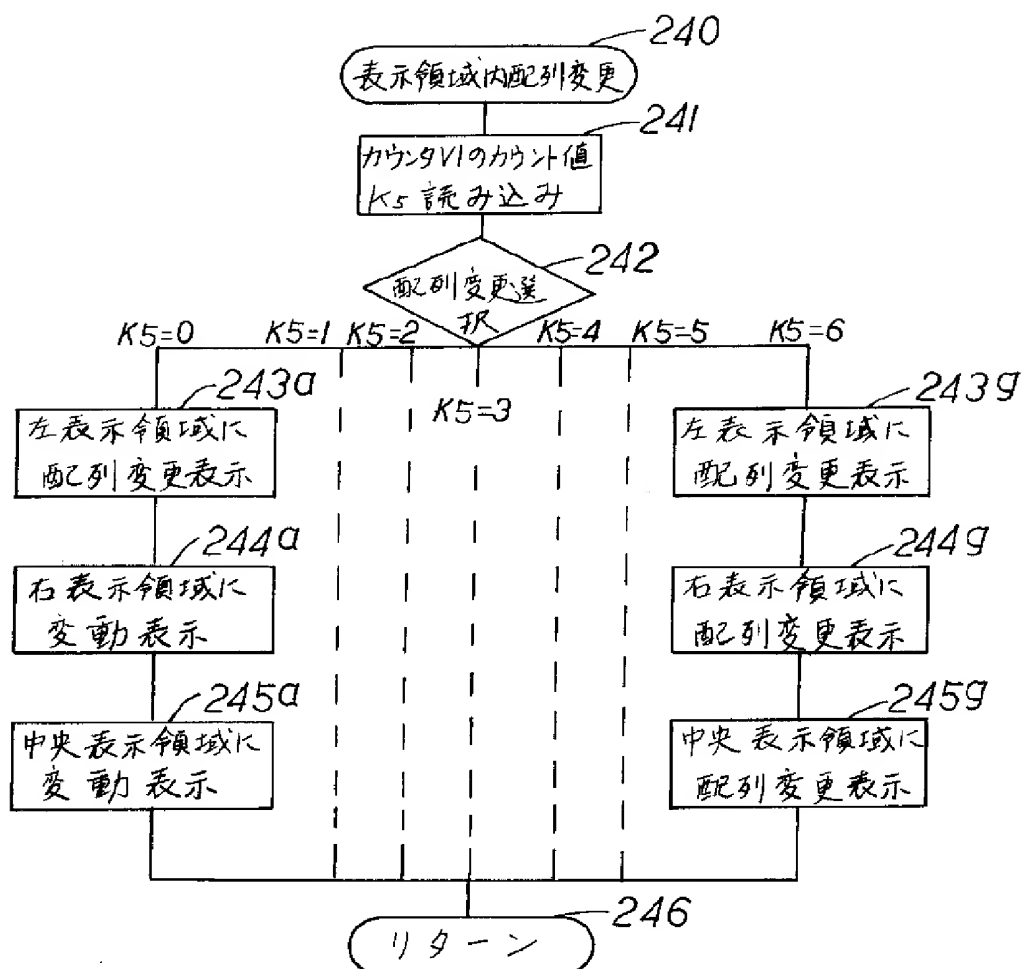 240
表示領域内配列変更
241
カウンタV1のカウント値
K5 読み込み
242
配列変更選
択
K5=0
K5=1
K5=2
K5=3
K5=4
K5=5
K5=6
243a
左表示領域に
配列変更表示
243g
左表示領域に
配列変更表示
244a
右表示領域に
変動表示
244g
右表示領域に
配列変更表示
245a
中央表示領域に
変動表示
245g
中央表示領域に
配列変更表示
246
リターン